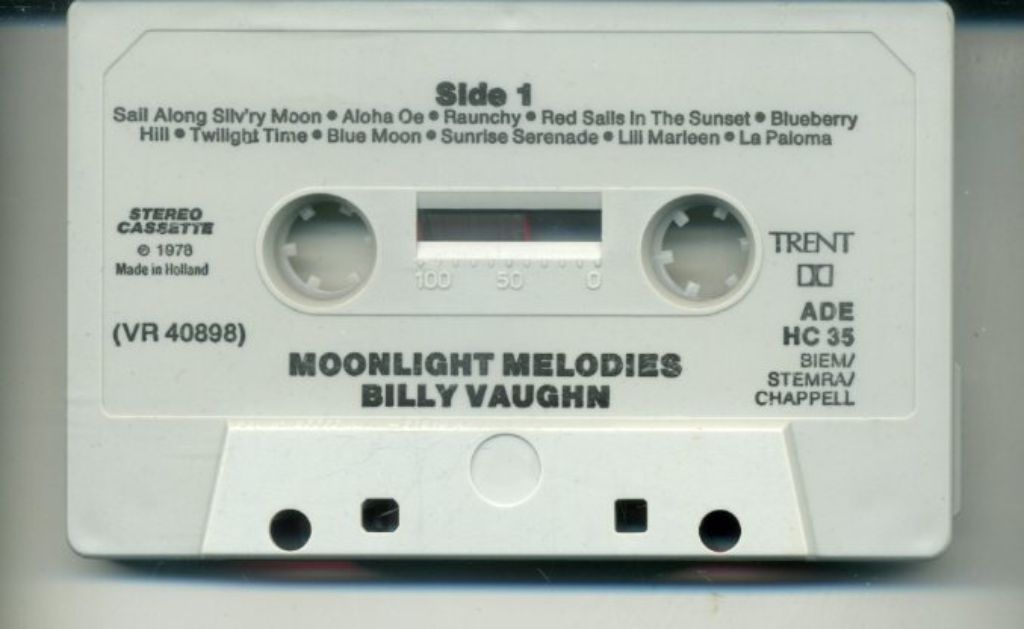 Side 1
Sail Along Silv'ry Moon • Aloha Oe • Raunchy • Red Sails In The Sunset • Blueberry
Hill • Twilight Time • Blue Moon • Sunrise Serenade • Lili Marleen • La Paloma
STEREO
CASSETTE
© 1978
Made in Holland
(VR 40898)
100 50 0
TRENT
ADE
HC 35
BIEM/
STEMRA/
CHAPPELL
MOONLIGHT MELODIES
BILLY VAUGHN